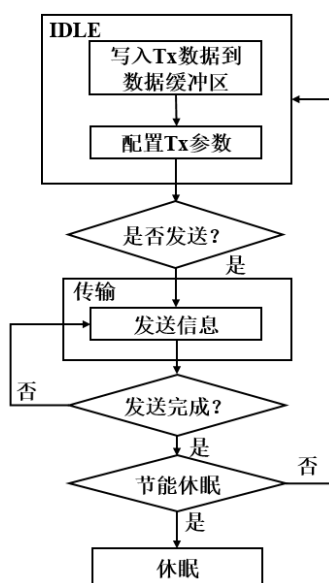 IDLE
写入Tx数据到
数据缓冲区
配置Tx参数
是否发送？
是
传输
发送信息
否
发送完成？
是
节能休眠
否
是
休眠